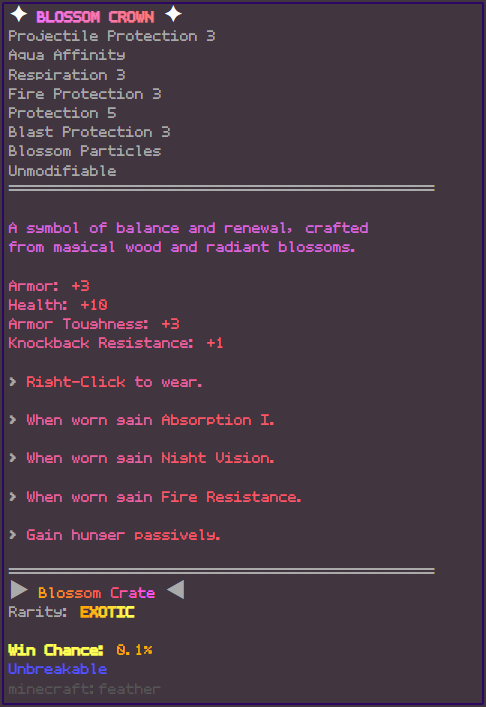 ✦ BLOSSOM CROWN ✦
Projectile Protection 3
Aqua Affinity
Respiration 3
Fire Protection 3
Protection 5
Blast Protection 3
Blossom Particles
Unmodifiable
A symbol of balance and renewal, crafted
from magical wood and radiant blossoms.
Armor: +3
Health: +10
Armor Toughness: +3
Knockback Resistance: +1
> Right-Click to wear.
> When worn gain Absorption I.
> When worn gain Night Vision.
> When worn gain Fire Resistance.
> Gain hunger passively.
▶ Blossom Crate ◀
Rarity: EXOTIC
Win Chance: 0.1%
Unbreakable
minecraft:feather